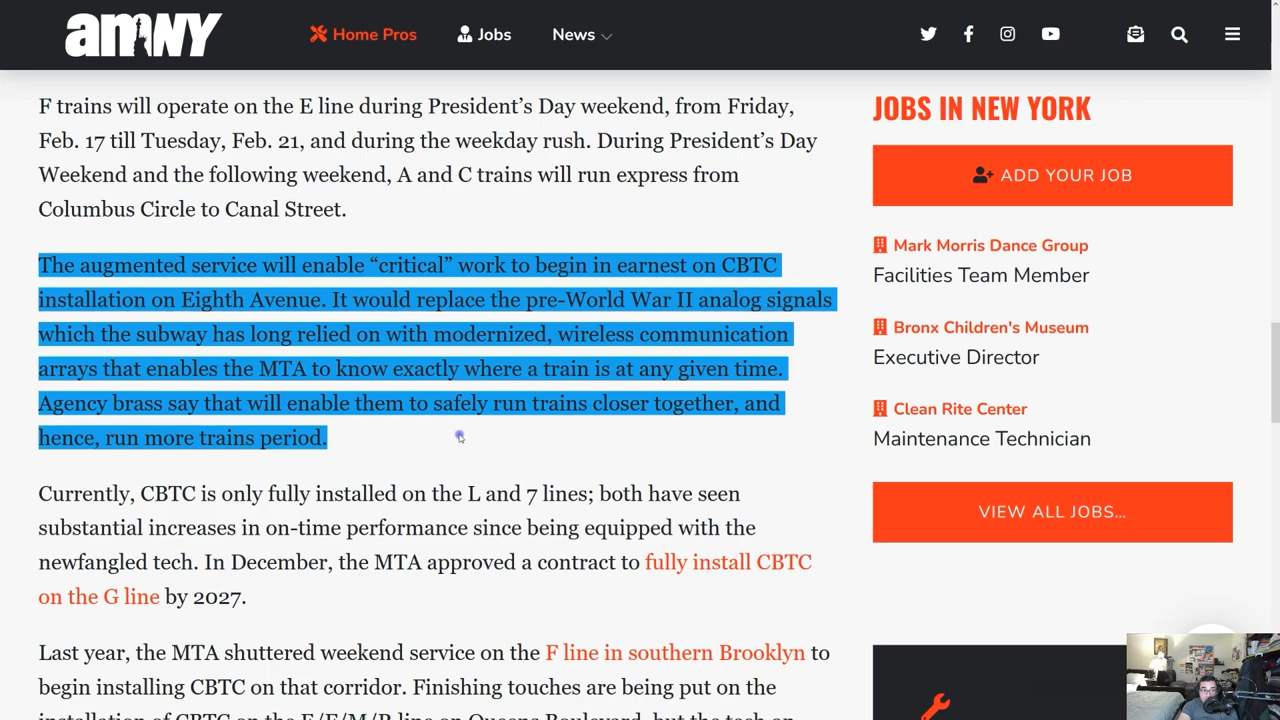 amNY
Home Pros
Jobs
News
F trains will operate on the E line during President’s Day weekend, from Friday,
Feb. 17 till Tuesday, Feb. 21, and during the weekday rush. During President’s Day
Weekend and the following weekend, A and C trains will run express from
Columbus Circle to Canal Street.
The augmented service will enable “critical” work to begin in earnest on CBTC
installation on Eighth Avenue. It would replace the pre-World War II analog signals
which the subway has long relied on with modernized, wireless communication
arrays that enables the MTA to know exactly where a train is at any given time.
Agency brass say that will enable them to safely run trains closer together, and
hence, run more trains period.
Currently, CBTC is only fully installed on the L and 7 lines; both have seen
substantial increases in on-time performance since being equipped with the
newfangled tech. In December, the MTA approved a contract to fully install CBTC
on the G line by 2027.
Last year, the MTA shuttered weekend service on the F line in southern Brooklyn to
begin installing CBTC on that corridor. Finishing touches are being put on the
installation of CBTC on the E/F/M/R line on Queens Boulevard, but the tech on
JOBS IN NEW YORK
ADD YOUR JOB
Mark Morris Dance Group
Facilities Team Member
Bronx Children's Museum
Executive Director
Clean Rite Center
Maintenance Technician
VIEW ALL JOBS...